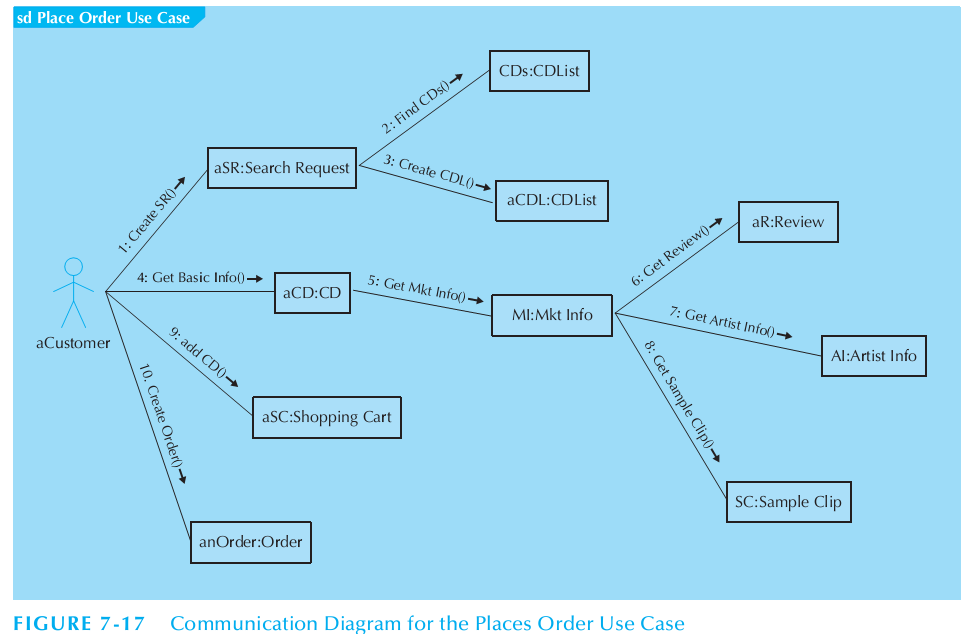 sd Place Order Use Case
CDs:CDList
2: Find CDs()
aSR:Search Request
3: Create CDL()
aCDL:CDList
1: Create SR()
aR:Review
6: Get Review()
4: Get Basic Info()
aCD:CD
5: Get Mkt Info()
MI:Mkt Info
7: Get Artist Info()
AI:Artist Info
aCustomer
9: add CD()
8: Get Sample Clip()
10. Create Order()
aSC:Shopping Cart
SC:Sample Clip
anOrder:Order
FIGURE 7-17 Communication Diagram for the Places Order Use Case